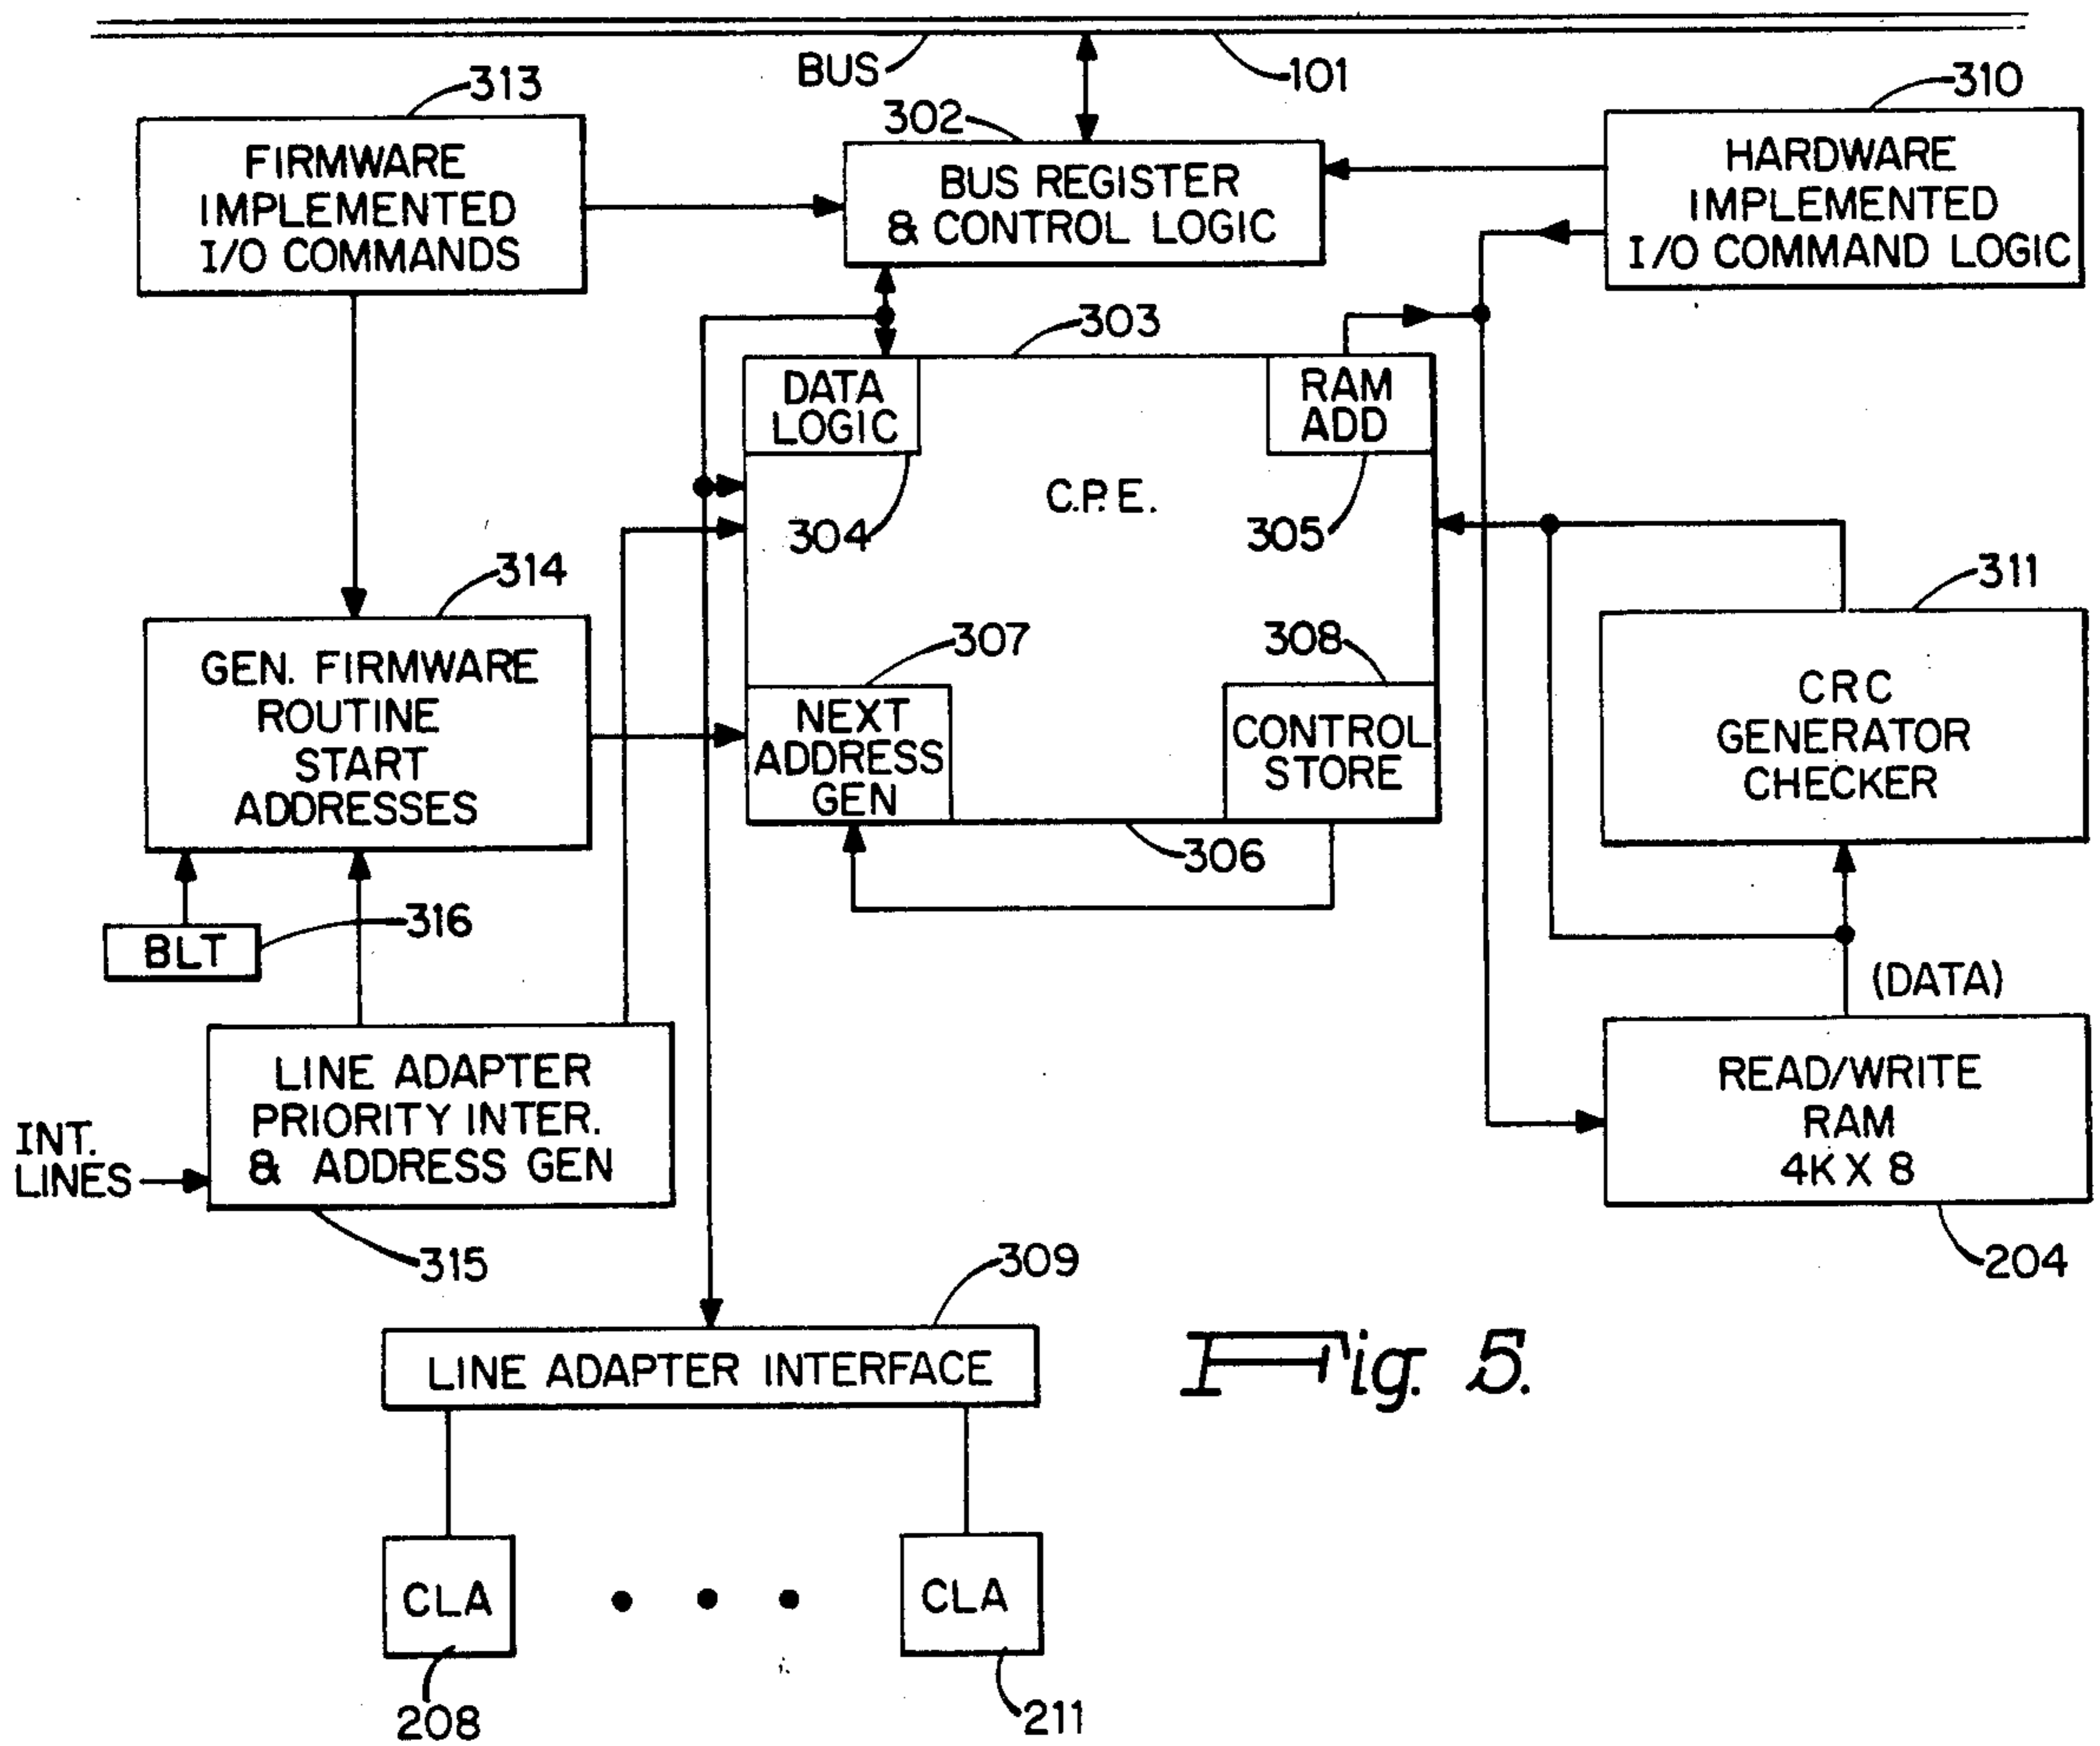 BUS
101
313
302
310
FIRMWARE
IMPLEMENTED
I/O COMMANDS
BUS REGISTER
& CONTROL LOGIC
HARDWARE
IMPLEMENTED
I/O COMMAND LOGIC
303
DATA
LOGIC
RAM
ADD
C.P.E.
304
305
314
311
GEN. FIRMWARE
ROUTINE
START
ADDRESSES
307
308
NEXT
ADDRESS
GEN
CONTROL
STORE
CRC
GENERATOR
CHECKER
306
316
BLT
(DATA)
LINE ADAPTER
PRIORITY INTER.
& ADDRESS GEN
INT.
LINES
READ/WRITE
RAM
4K X 8
315
309
204
LINE ADAPTER INTERFACE
Fig. 5.
CLA
• • •
CLA
208
211